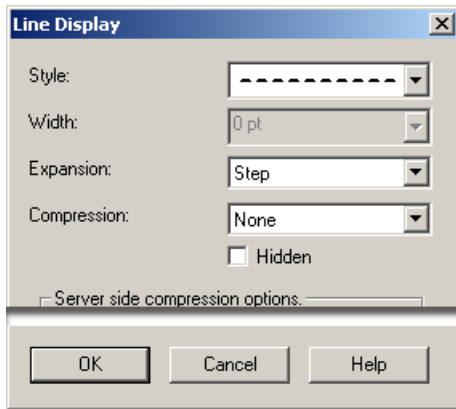 Line Display
Style:
Width:
0 pt
Expansion:
Step
Compression:
None
Hidden
Server side compression options.
OK
Cancel
Help